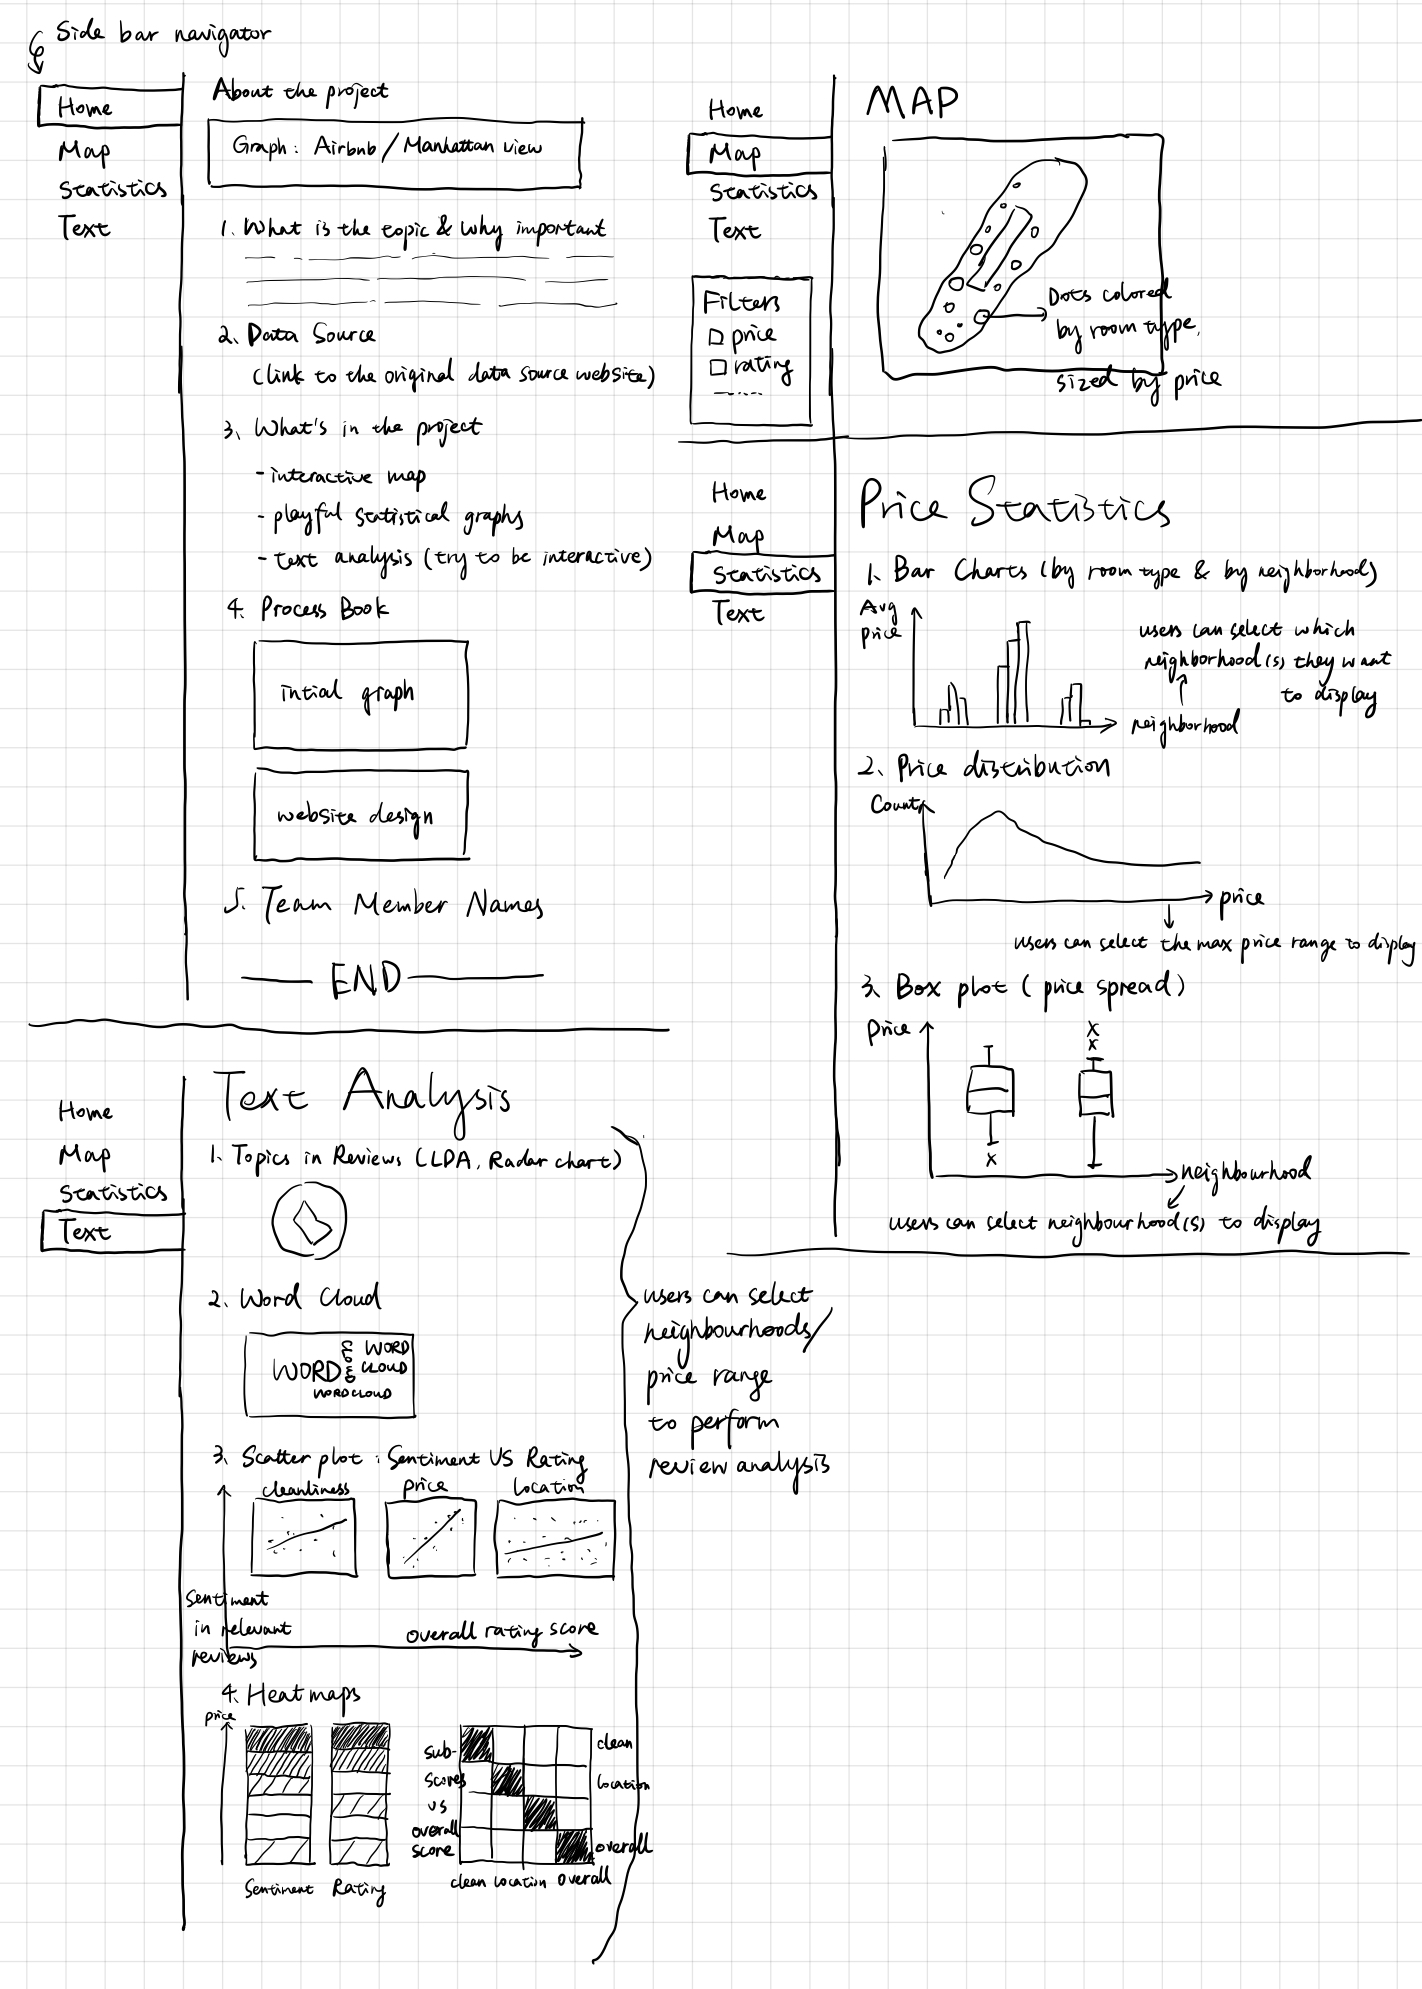 Side bar navigator
Home
Map
Statistics
Text
About the project
Graph: Airbnb / Manhattan view
1. What is the topic & why important
2. Data Source
(link to the original data source website)
3. What's in the project
- interactive map
- playful statistical graphs
- text analysis (try to be interactive)
4. Process Book
intial graph
website design
5. Team Member Names
END
Home
Map
Statistics
Text
Filters
price
rating
MAP
Dots colored
by room type,
sized by price
Home
Map
Statistics
Text
Price Statistics
1. Bar Charts (by room type & by neighborhood)
Avg
price
users can select which
neighborhood(s) they want
to display
neighborhood
2. Price distribution
Count
price
users can select the max price range to display
3. Box plot (price spread)
Price
x
x
x
neighbourhood
users can select neighbourhood(s) to display
Home
Map
Statistics
Text
Text Analysis
1. Topics in Reviews (LDA, Radar chart)
2. Word Cloud
WORD
WORD
CLOUD
WORDCLOUD
3. Scatter plot : Sentiment VS Rating
cleanliness
price
location
Sentiment
in relevant
reviews
overall rating score
4. Heatmaps
price
Sentiment
Rating
sub-
scores
vs
overall
score
clean
location
overall
clean location overall
users can select
neighbourhoods/
price range
to perform
review analysis